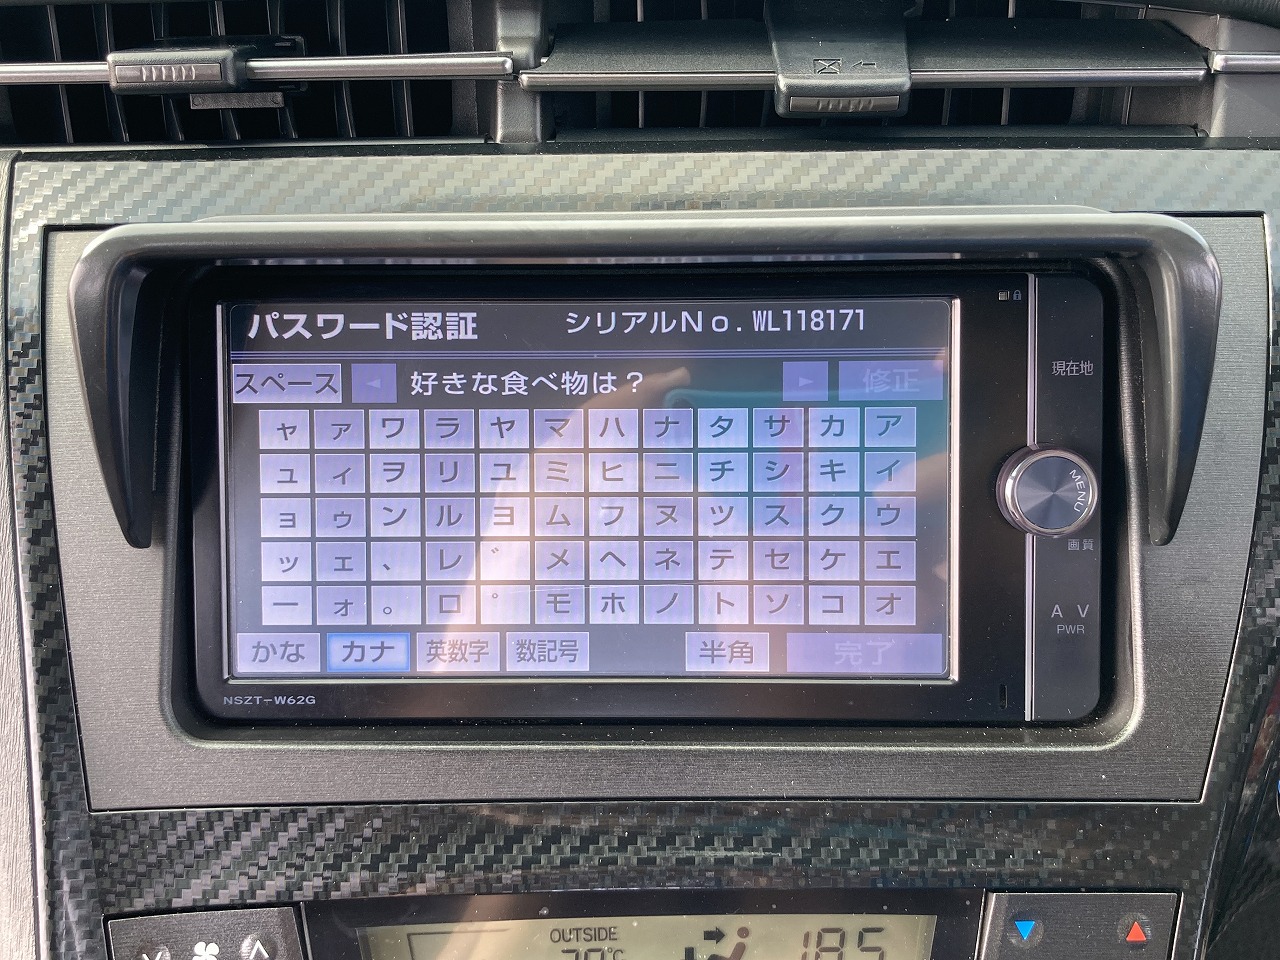 パスワード認証 シリアルNo.WL118171
スペース ◄ 好きな食べ物は? ► 修正
ャ ァ ワ ラ ヤ マ ハ ナ タ サ カ ア
ュ ィ ヲ リ ユ ミ ヒ ニ チ シ キ イ
ョ ゥ ン ル ヨ ム フ ヌ ツ ス ク ウ
ッ ェ 、 レ ゛ メ ヘ ネ テ セ ケ エ
ー ォ 。 ロ ゜ モ ホ ノ ト ソ コ オ
かな カナ 英数字 数記号 半角 完了
NSZT-W62G
現在地
MENU
画質
AV
PWR
OUTSIDE
18.5